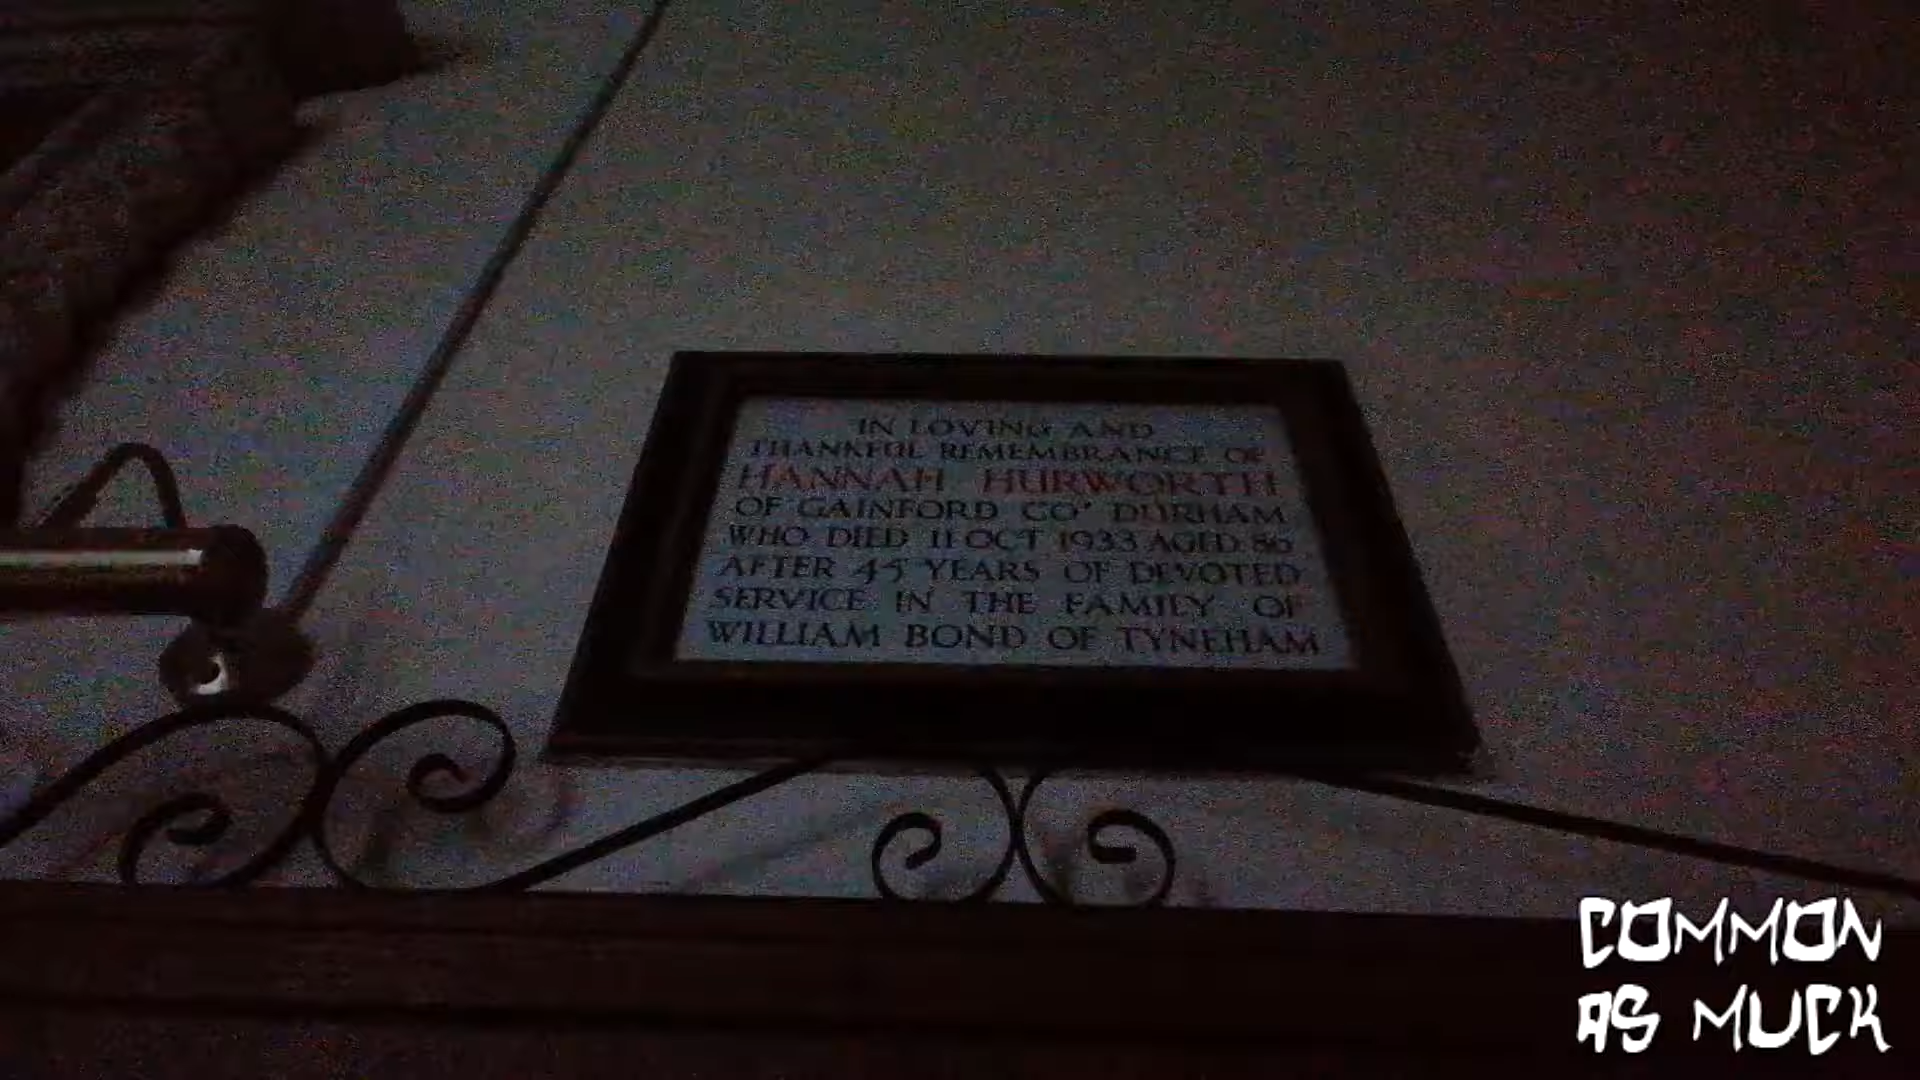 IN LOVING AND
THANKFUL REMEMBRANCE OF
HANNAH HURWORTH
OF GAINFORD CO' DURHAM
WHO DIED 11 OCT 1933 AGED 86
AFTER 45 YEARS OF DEVOTED
SERVICE IN THE FAMILY OF
WILLIAM BOND OF TYNEHAM
COMMON
AS MUCK